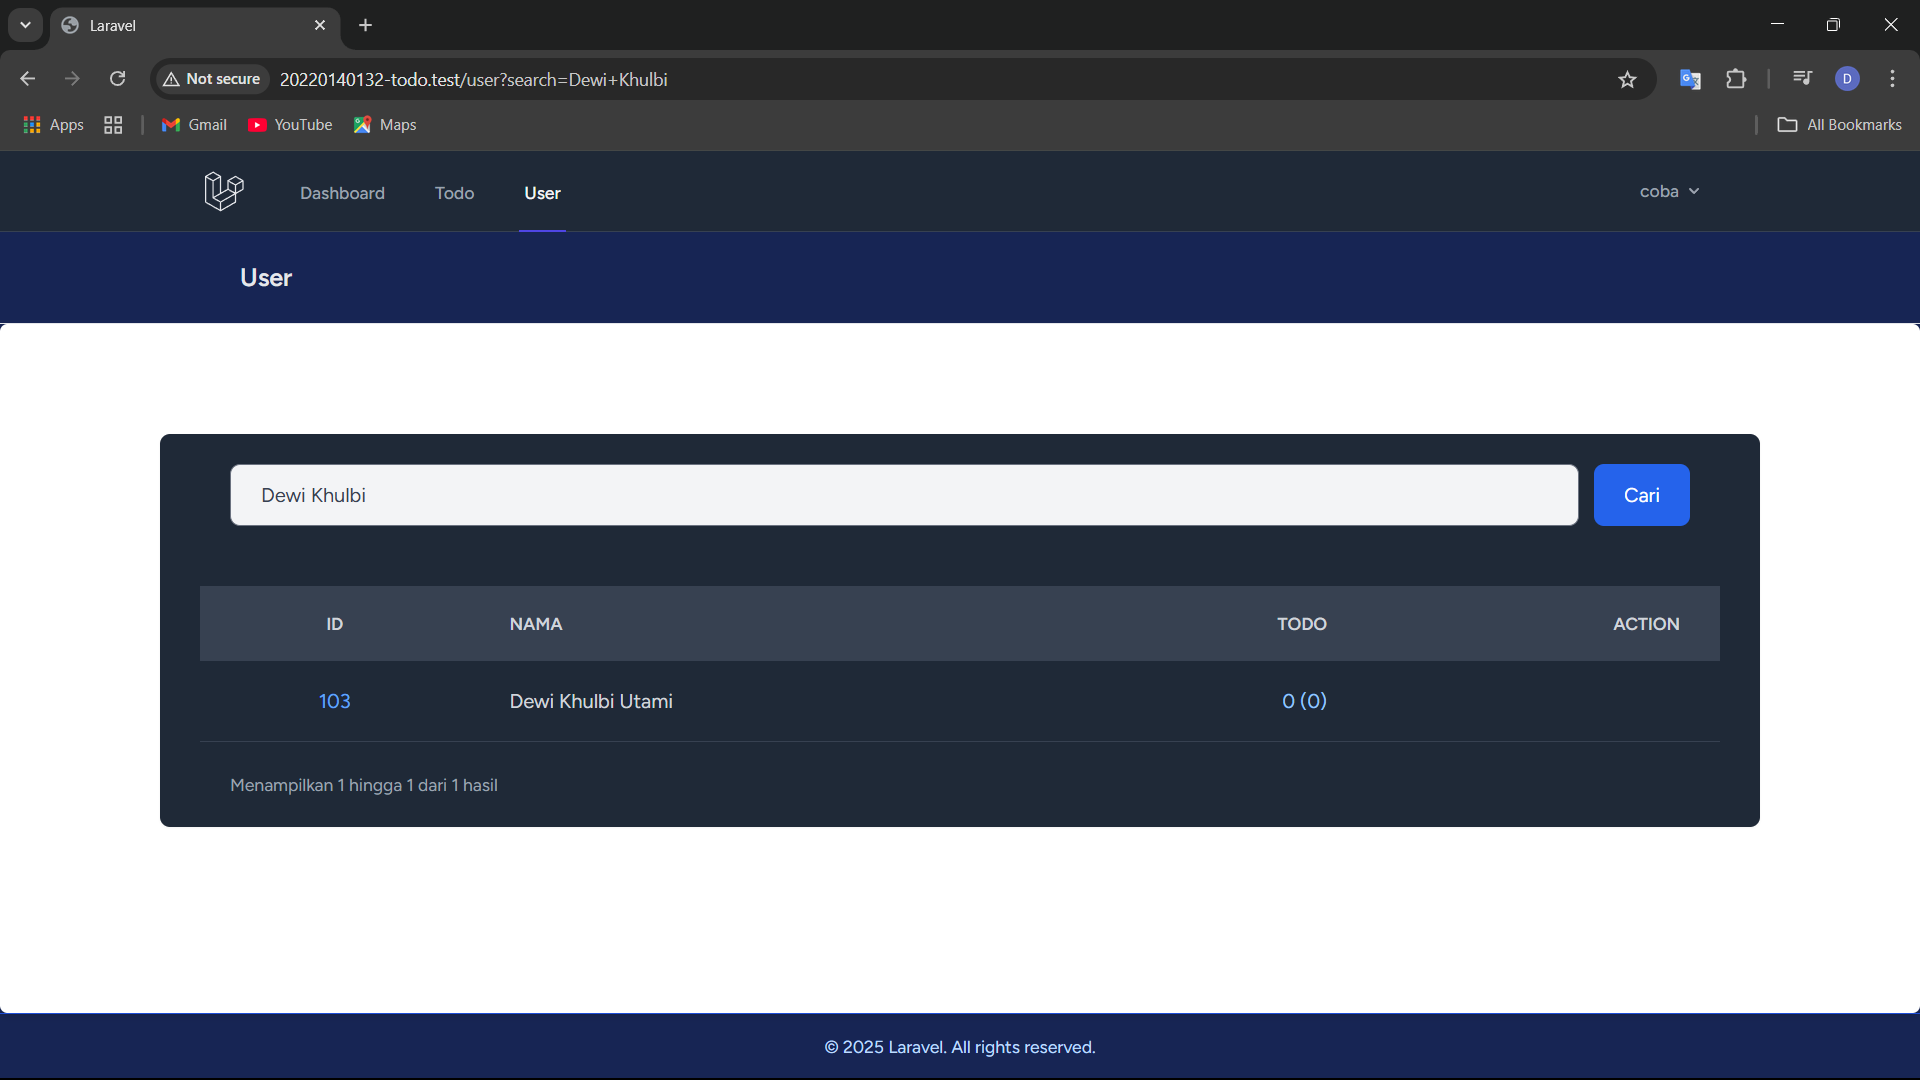 Laravel
Not secure 20220140132-todo.test/user?search=Dewi+Khulbi D
Apps Gmail YouTube Maps All Bookmarks
Dashboard Todo User coba
User
Dewi Khulbi Cari
ID NAMA TODO ACTION
103 Dewi Khulbi Utami 0 (0)
Menampilkan 1 hingga 1 dari 1 hasil
© 2025 Laravel. All rights reserved.